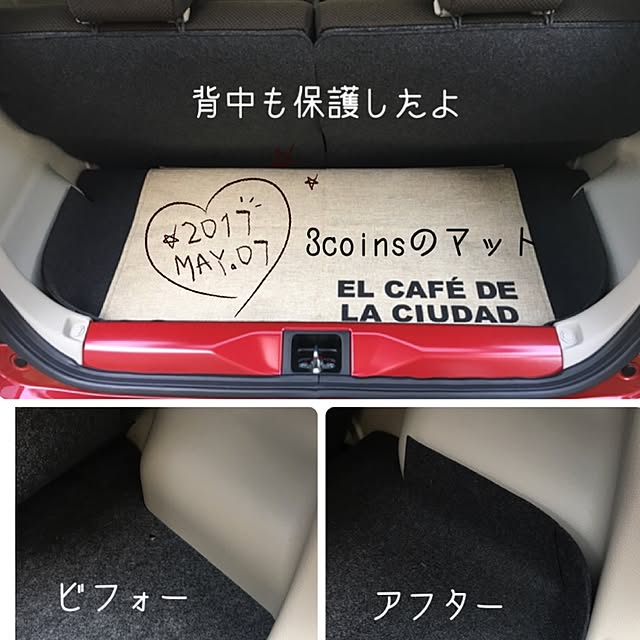 背中も保護したよ
2017
MAY.07
3coinsのマット
EL CAFÉ DE
LA CIUDAD
ビフォー
アフター